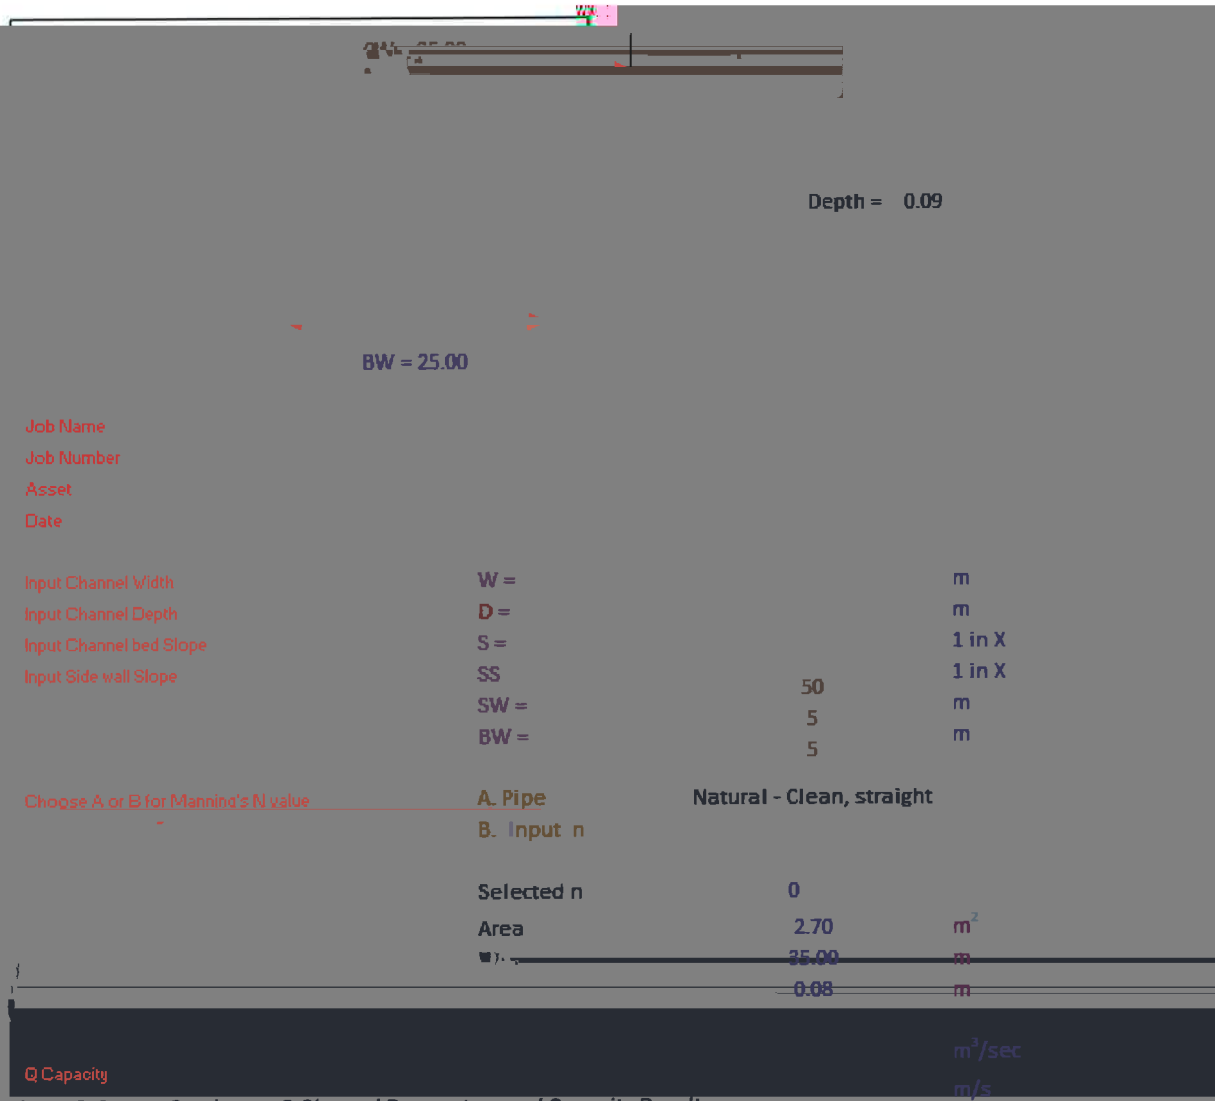 Depth = 0.09
BW = 25.00
Job Name
Job Number
Asset
Date
Input Channel Width W = m
Input Channel Depth D = m
Input Channel bed Slope S = 1 in X
Input Side wall Slope SS 1 in X
50
SW = m
5
BW = m
5
Choose A or B for Manning's N value A. Pipe Natural - Clean, straight
B. Input n
Selected n 0
Area 2.70 m²
35.00 m
0.08 m
m³/sec
Q Capacity
m/s